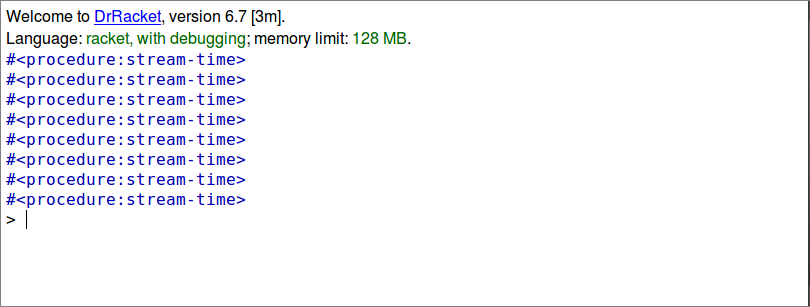 Welcome to DrRacket, version 6.7 [3m].
Language: racket, with debugging; memory limit: 128 MB.
#<procedure:stream-time>
#<procedure:stream-time>
#<procedure:stream-time>
#<procedure:stream-time>
#<procedure:stream-time>
#<procedure:stream-time>
#<procedure:stream-time>
#<procedure:stream-time>
>